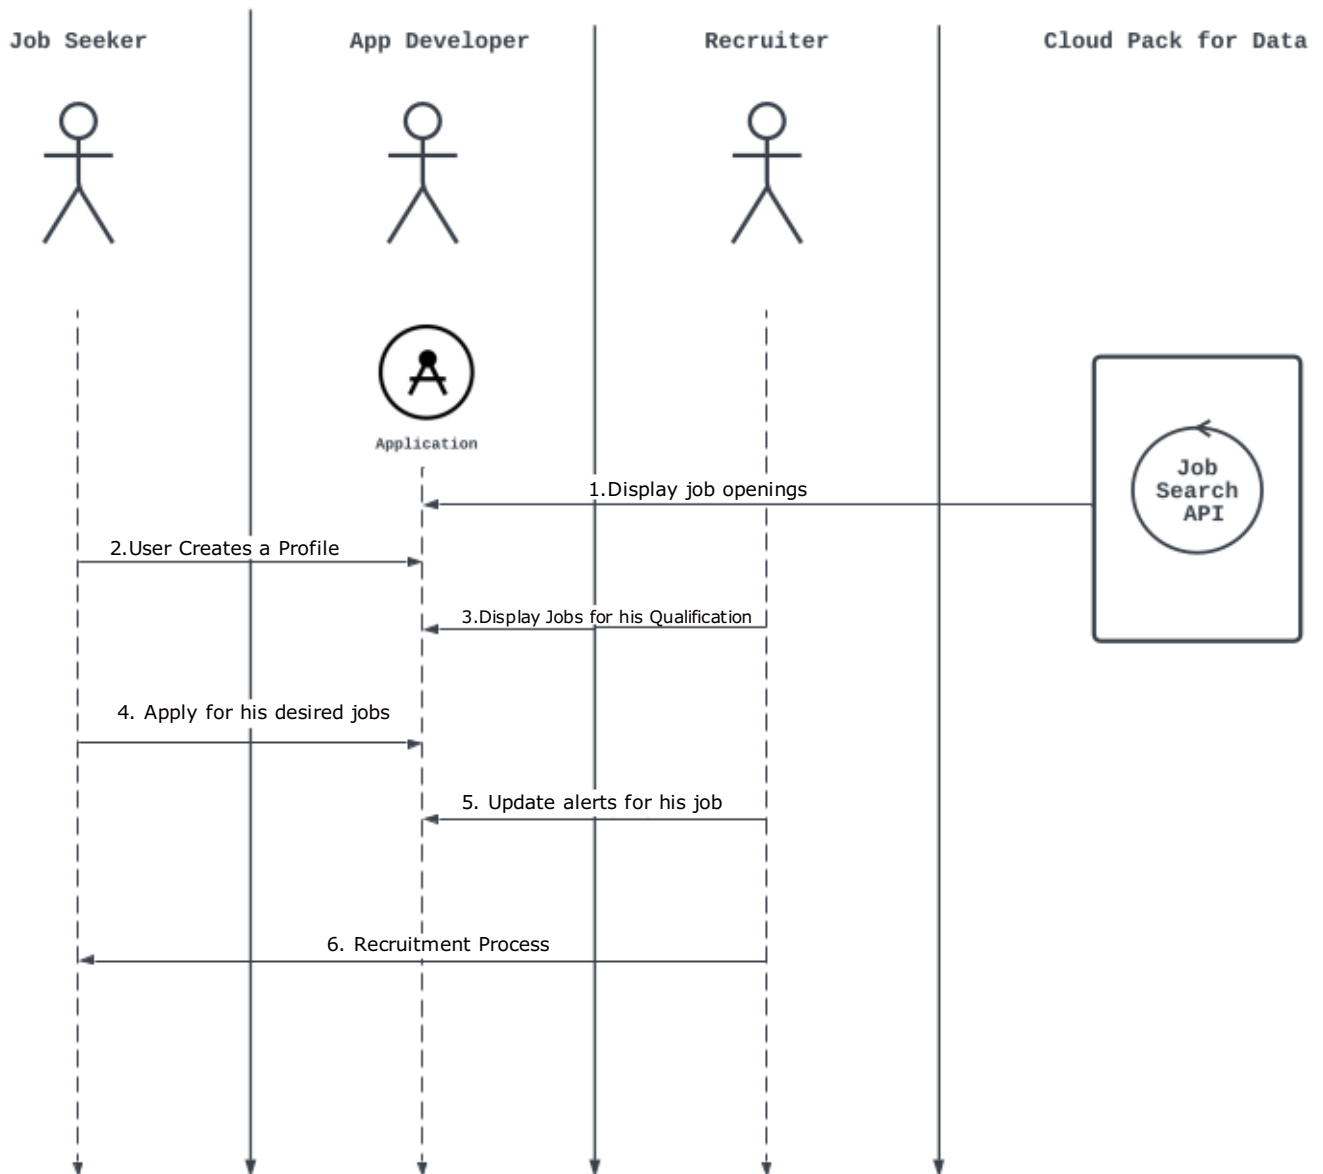 Job Seeker
App Developer
Recruiter
Cloud Pack for Data
Application
Job
Search
API
1.Display job openings
2.User Creates a Profile
3.Display Jobs for his Qualification
4. Apply for his desired jobs
5. Update alerts for his job
6. Recruitment Process